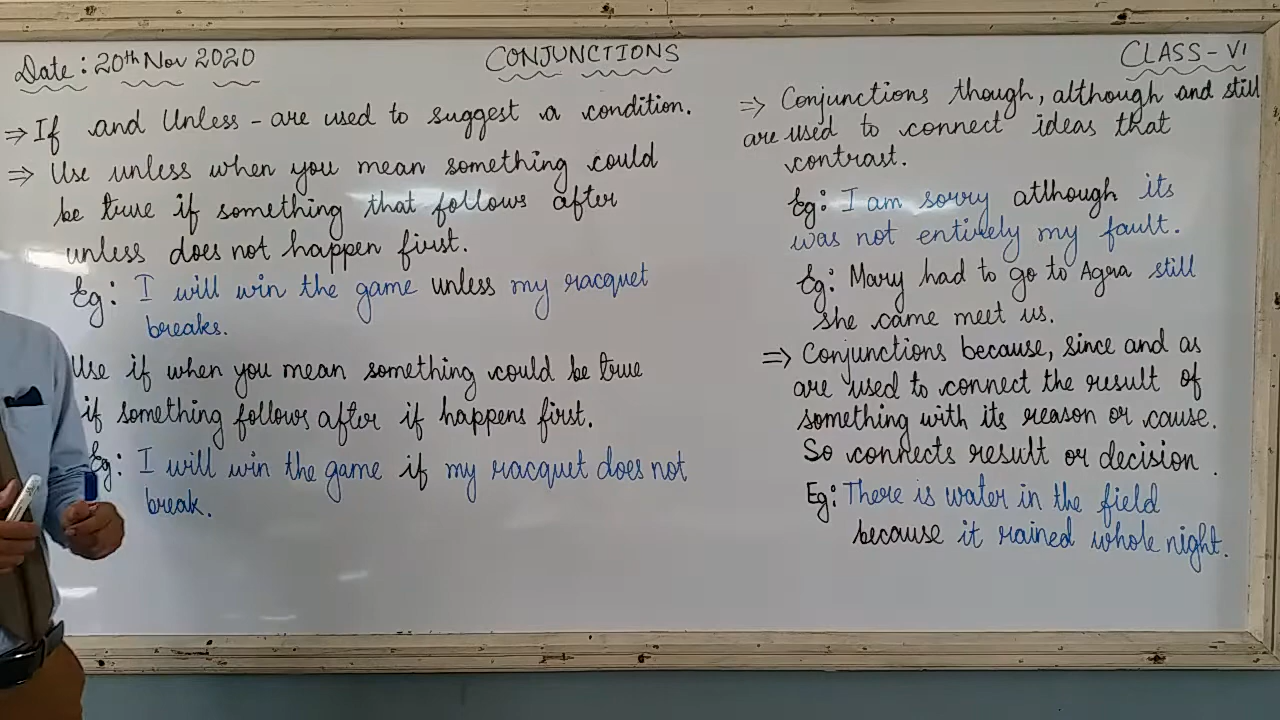 Date: 20th Nov 2020
CONJUNCTIONS
CLASS - VI
⇒ If and Unless - are used to suggest a condition.
⇒ Use unless when you mean something could
be true if something that follows after
unless does not happen first.
Eg: I will win the game unless my racquet
breaks.
Use if when you mean something could be true
if something follows after if happens first.
Eg: I will win the game if my racquet does not
break.
⇒ Conjunctions though, although and still
are used to connect ideas that
contrast.
Eg: I am sorry atlhough its
was not entirely my fault.
Eg: Mary had to go to Agra still
she came meet us.
⇒ Conjunctions because, since and as
are used to connect the result of
something with its reason or cause.
So connects result or decision.
Eg: There is water in the field
because it rained whole night.